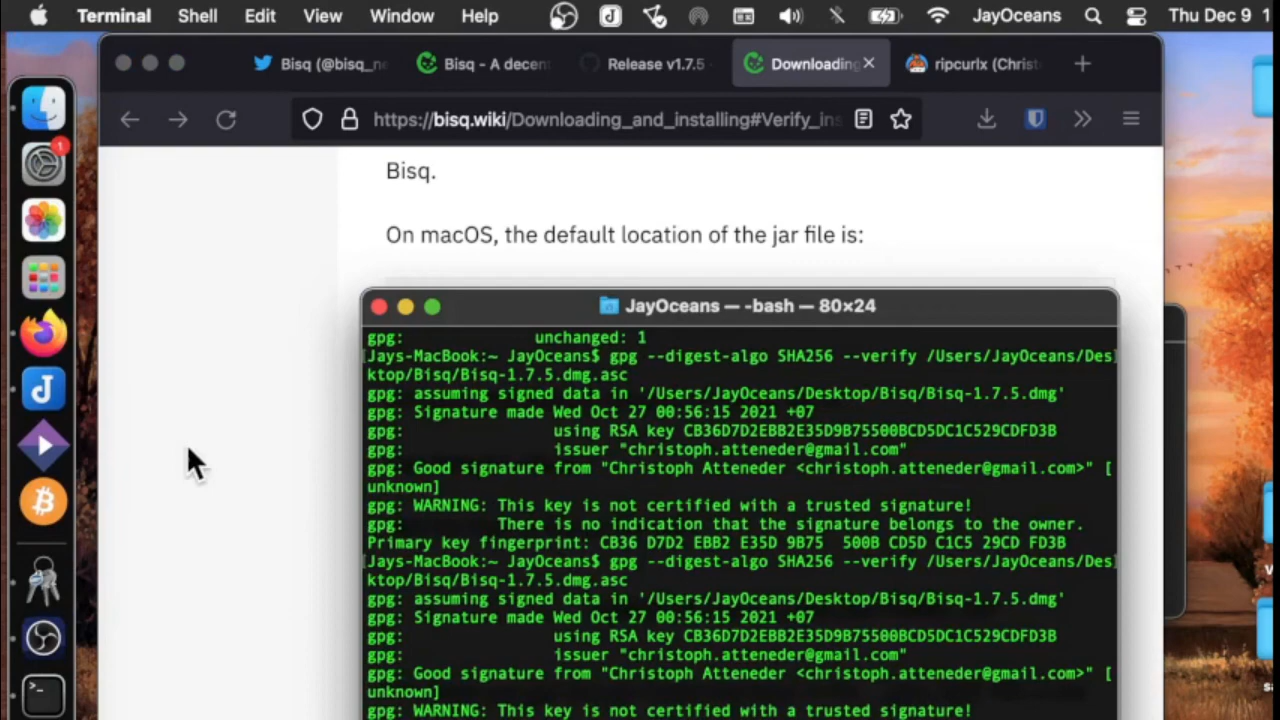 Terminal Shell Edit View Window Help JayOceans Thu Dec 9 1
Bisq (@bisq_ne Bisq - A decen Release v1.7.5 Downloading ripcurlx (Christ
https://bisq.wiki/Downloading_and_installing#Verify_ins
1
Bisq.
On macOS, the default location of the jar file is:
JayOceans — -bash — 80×24
gpg: unchanged: 1
[Jays-MacBook:~ JayOceans$ gpg --digest-algo SHA256 --verify /Users/JayOceans/Des]
ktop/Bisq/Bisq-1.7.5.dmg.asc
gpg: assuming signed data in '/Users/JayOceans/Desktop/Bisq/Bisq-1.7.5.dmg'
gpg: Signature made Wed Oct 27 00:56:15 2021 +07
gpg: using RSA key CB36D7D2EBB2E35D9B75500BCD5DC1C529CDFD3B
gpg: issuer "christoph.atteneder@gmail.com"
gpg: Good signature from "Christoph Atteneder <christoph.atteneder@gmail.com>" [
unknown]
gpg: WARNING: This key is not certified with a trusted signature!
gpg: There is no indication that the signature belongs to the owner.
Primary key fingerprint: CB36 D7D2 EBB2 E35D 9B75 500B CD5D C1C5 29CD FD3B
[Jays-MacBook:~ JayOceans$ gpg --digest-algo SHA256 --verify /Users/JayOceans/Des]
ktop/Bisq/Bisq-1.7.5.dmg.asc
gpg: assuming signed data in '/Users/JayOceans/Desktop/Bisq/Bisq-1.7.5.dmg'
gpg: Signature made Wed Oct 27 00:56:15 2021 +07
gpg: using RSA key CB36D7D2EBB2E35D9B75500BCD5DC1C529CDFD3B
gpg: issuer "christoph.atteneder@gmail.com"
gpg: Good signature from "Christoph Atteneder <christoph.atteneder@gmail.com>" [
unknown]
gpg: WARNING: This key is not certified with a trusted signature!